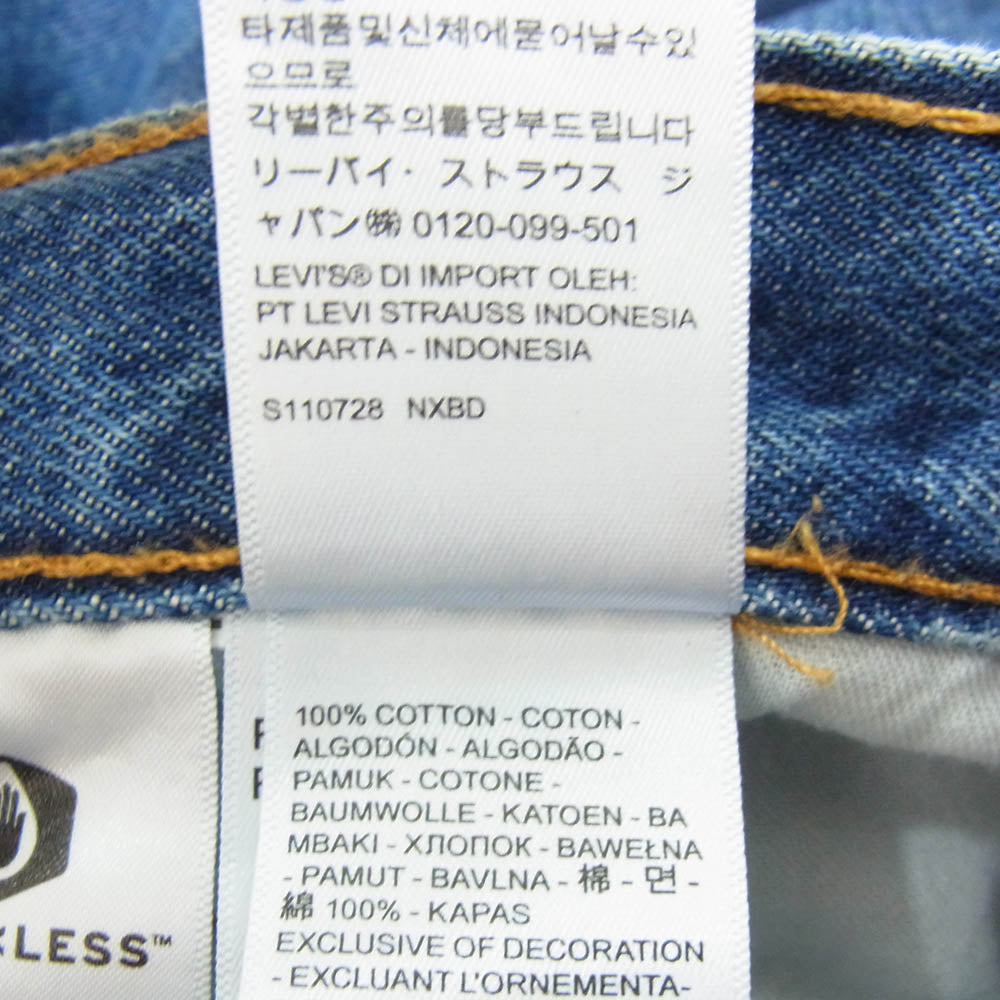 타제품및신체에묻어날수있
으므로
각별한주의를당부드립니다
リーバイ・ストラウス ジ
ャパン㈱ 0120-099-501
LEVI'S® DI IMPORT OLEH:
PT LEVI STRAUSS INDONESIA
JAKARTA - INDONESIA
S110728 NXBD
100% COTTON - COTON -
ALGODÓN - ALGODÃO -
PAMUK - COTONE -
BAUMWOLLE - KATOEN - BA
MBAKI - ХЛОПОК - BAWEŁNA
- PAMUT - BAVLNA - 棉 - 면 -
綿 100% - KAPAS
EXCLUSIVE OF DECORATION
- EXCLUANT L'ORNEMENTA-
LESS™